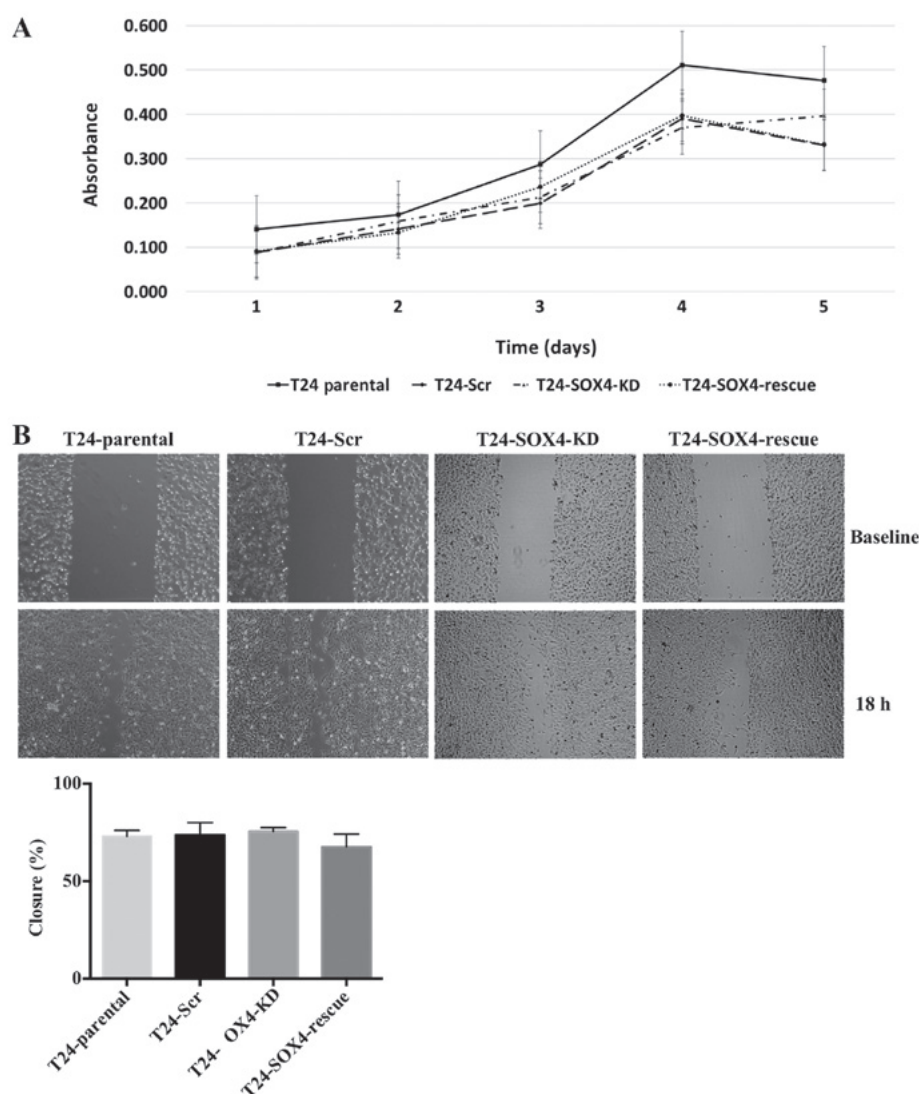 A
0.600
0.500
0.400
0.300
0.200
0.100
0.000
Absorbance
1 2 3 4 5
Time (days)
T24 parental T24-Scr T24-SOX4-KD T24-SOX4-rescue
B
T24-parental T24-Scr T24-SOX4-KD T24-SOX4-rescue
Baseline
18 h
100
50
0
Closure (%)
T24-parental
T24-Scr
T24- OX4-KD
T24-SOX4-rescue